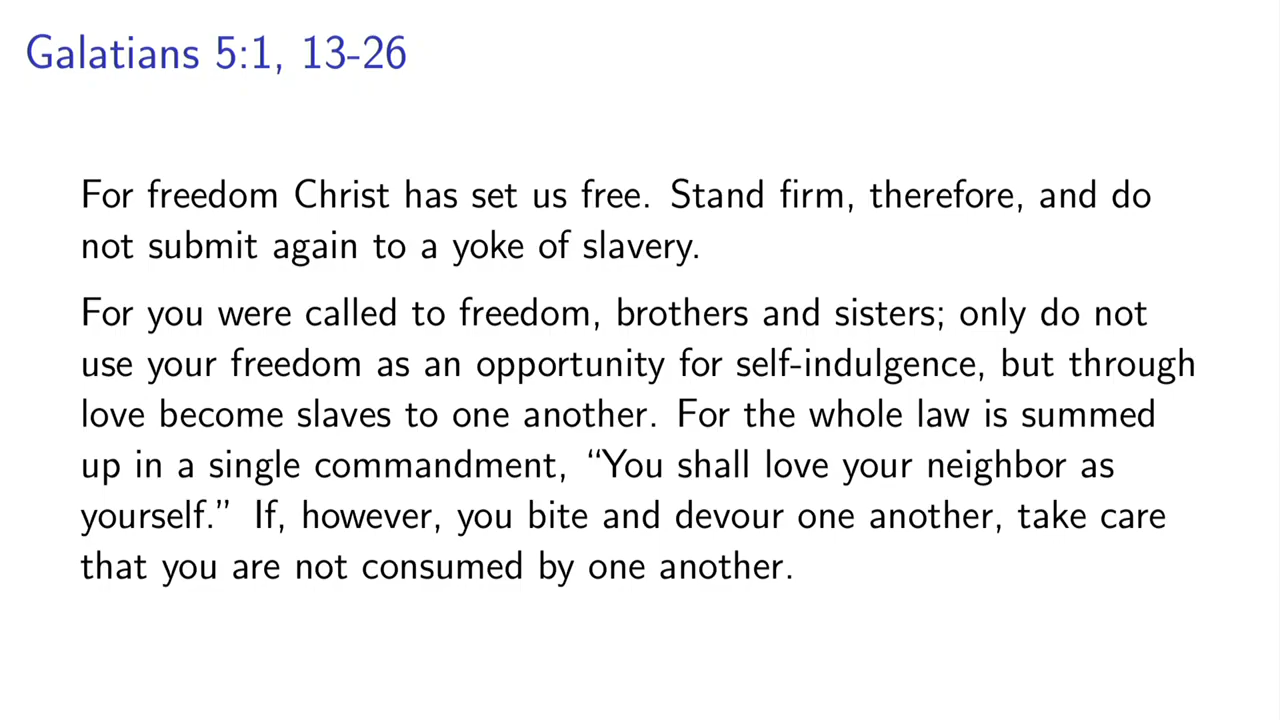 Galatians 5:1, 13-26
For freedom Christ has set us free. Stand firm, therefore, and do
not submit again to a yoke of slavery.
For you were called to freedom, brothers and sisters; only do not
use your freedom as an opportunity for self-indulgence, but through
love become slaves to one another. For the whole law is summed
up in a single commandment, “You shall love your neighbor as
yourself.” If, however, you bite and devour one another, take care
that you are not consumed by one another.